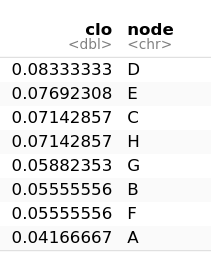 clo node
<dbl> <chr>
0.08333333 D
0.07692308 E
0.07142857 C
0.07142857 H
0.05882353 G
0.05555556 B
0.05555556 F
0.04166667 A